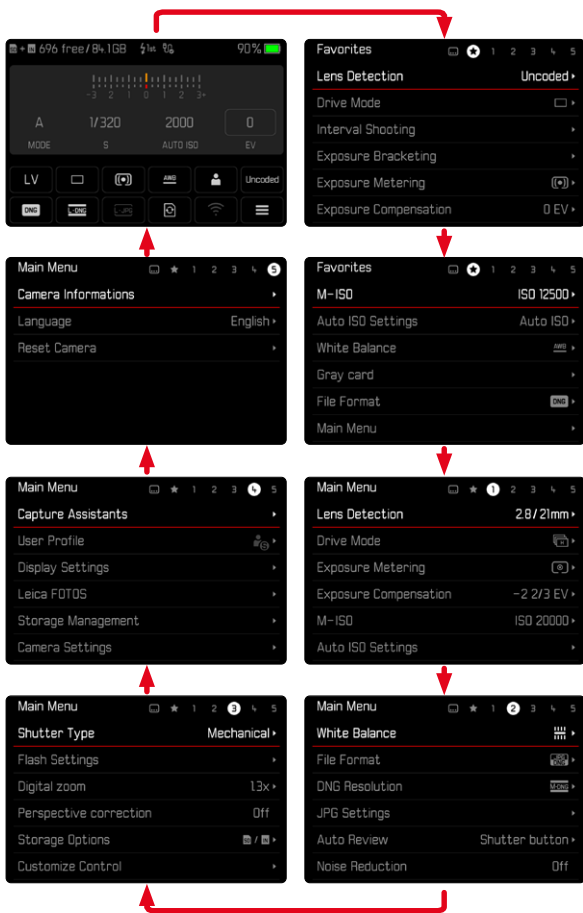 + 696 free / 84.1GB 1st 90%
-3 2 1 0 1 2 3+
A 1/320 2000 0
MODE S AUTO ISO EV
LV AWB Uncoded
DNG L-DNG L-JPG
Favorites 1 2 3 4 5
Lens Detection Uncoded
Drive Mode
Interval Shooting
Exposure Bracketing
Exposure Metering
Exposure Compensation 0 EV
Main Menu 1 2 3 4 5
Camera Informations
Language English
Reset Camera
Favorites 1 2 3 4 5
M-ISO ISO 12500
Auto ISO Settings Auto ISO
White Balance AWB
Gray card
File Format DNG
Main Menu
Main Menu 1 2 3 4 5
Capture Assistants
User Profile
Display Settings
Leica FOTOS
Storage Management
Camera Settings
Main Menu 1 2 3 4 5
Lens Detection 2.8 / 21mm
Drive Mode
Exposure Metering
Exposure Compensation -2 2/3 EV
M-ISO ISO 20000
Auto ISO Settings
Main Menu 1 2 3 4 5
Shutter Type Mechanical
Flash Settings
Digital zoom 1.3x
Perspective correction Off
Storage Options /
Customize Control
Main Menu 1 2 3 4 5
White Balance
File Format
DNG Resolution M-DNG
JPG Settings
Auto Review Shutter button
Noise Reduction Off